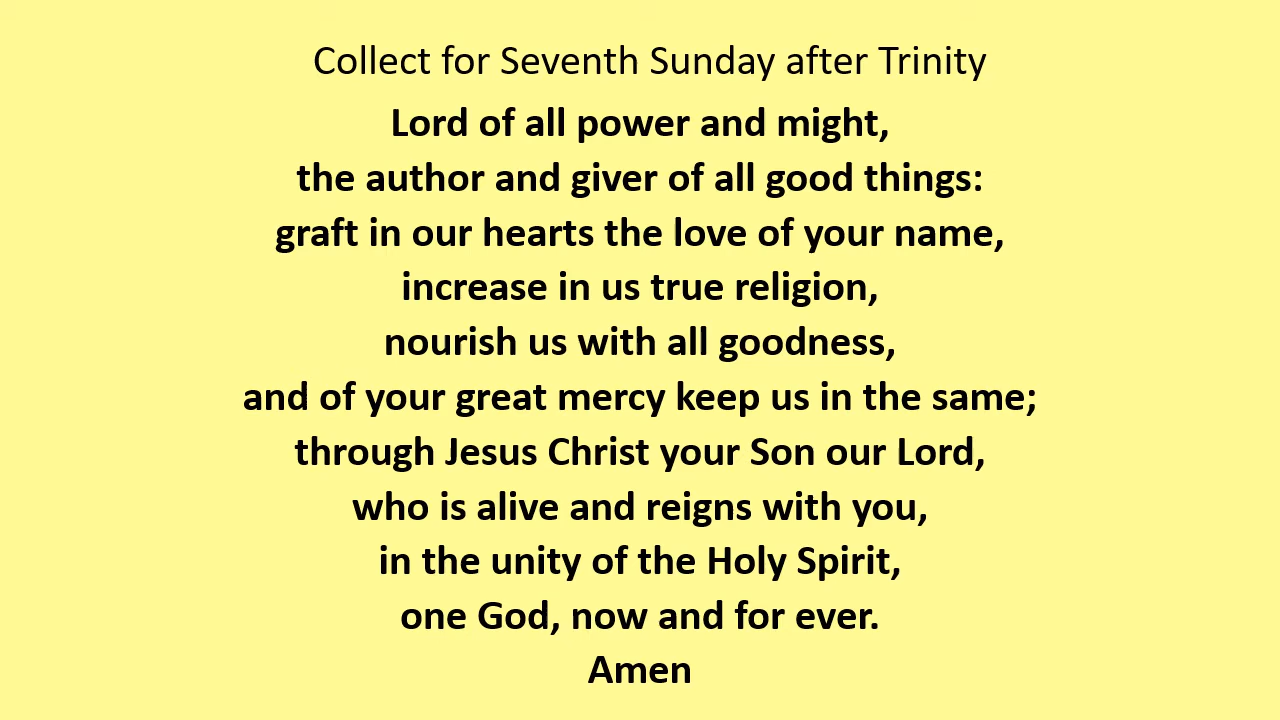 Collect for Seventh Sunday after Trinity
Lord of all power and might,
the author and giver of all good things:
graft in our hearts the love of your name,
increase in us true religion,
nourish us with all goodness,
and of your great mercy keep us in the same;
through Jesus Christ your Son our Lord,
who is alive and reigns with you,
in the unity of the Holy Spirit,
one God, now and for ever.
Amen